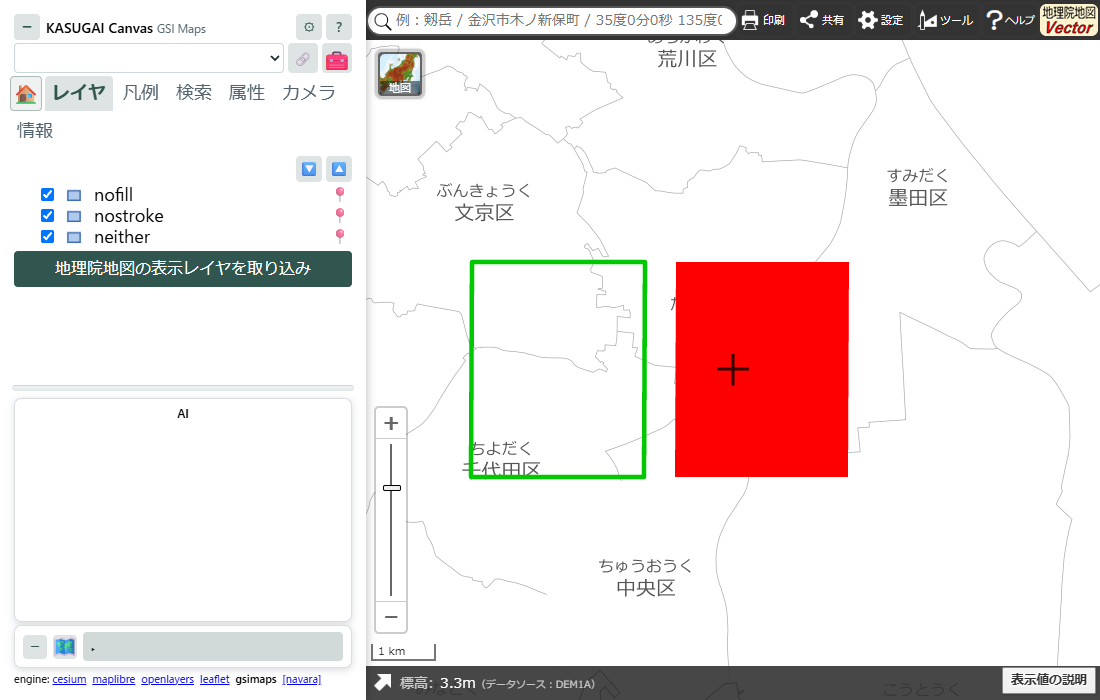 − KASUGAI Canvas GSI Maps ?
レイヤ 凡例 検索 属性 カメラ
情報
nofill
nostroke
neither
地理院地図の表示レイヤを取り込み
AI
−
engine: cesium maplibre openlayers leaflet gsimaps [navara]
例：剱岳 / 金沢市木ノ新保町 / 35度0分0秒 135度0
印刷 共有 設定 ツール ヘルプ
地理院地図
Vector
地図
荒川区
ぶんきょうく
文京区
すみだく
墨田区
ちよだく
千代田区
ちゅうおうく
中央区
+
−
1 km
標高: 3.3m (データソース：DEM1A)
こうとうく
表示値の説明